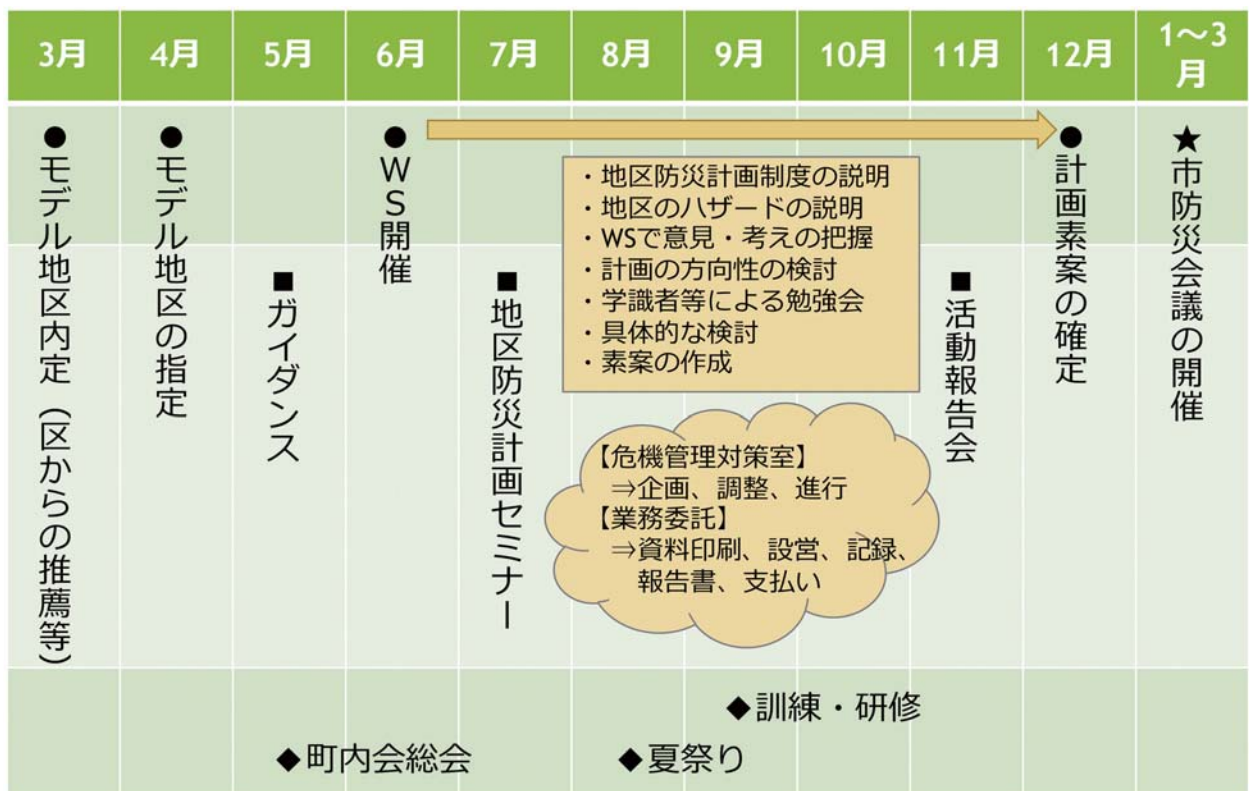 3月
4月
5月
6月
7月
8月
9月
10月
11月
12月
1～3
月
●モデル地区内定（区からの推薦等）
●モデル地区の指定
■ガイダンス
●WS開催
■地区防災計画セミナー
・地区防災計画制度の説明
・地区のハザードの説明
・WSで意見・考えの把握
・計画の方向性の検討
・学識者等による勉強会
・具体的な検討
・素案の作成
【危機管理対策室】
⇒企画、調整、進行
【業務委託】
⇒資料印刷、設営、記録、
報告書、支払い
■活動報告会
●計画素案の確定
★市防災会議の開催
◆訓練・研修
◆町内会総会
◆夏祭り